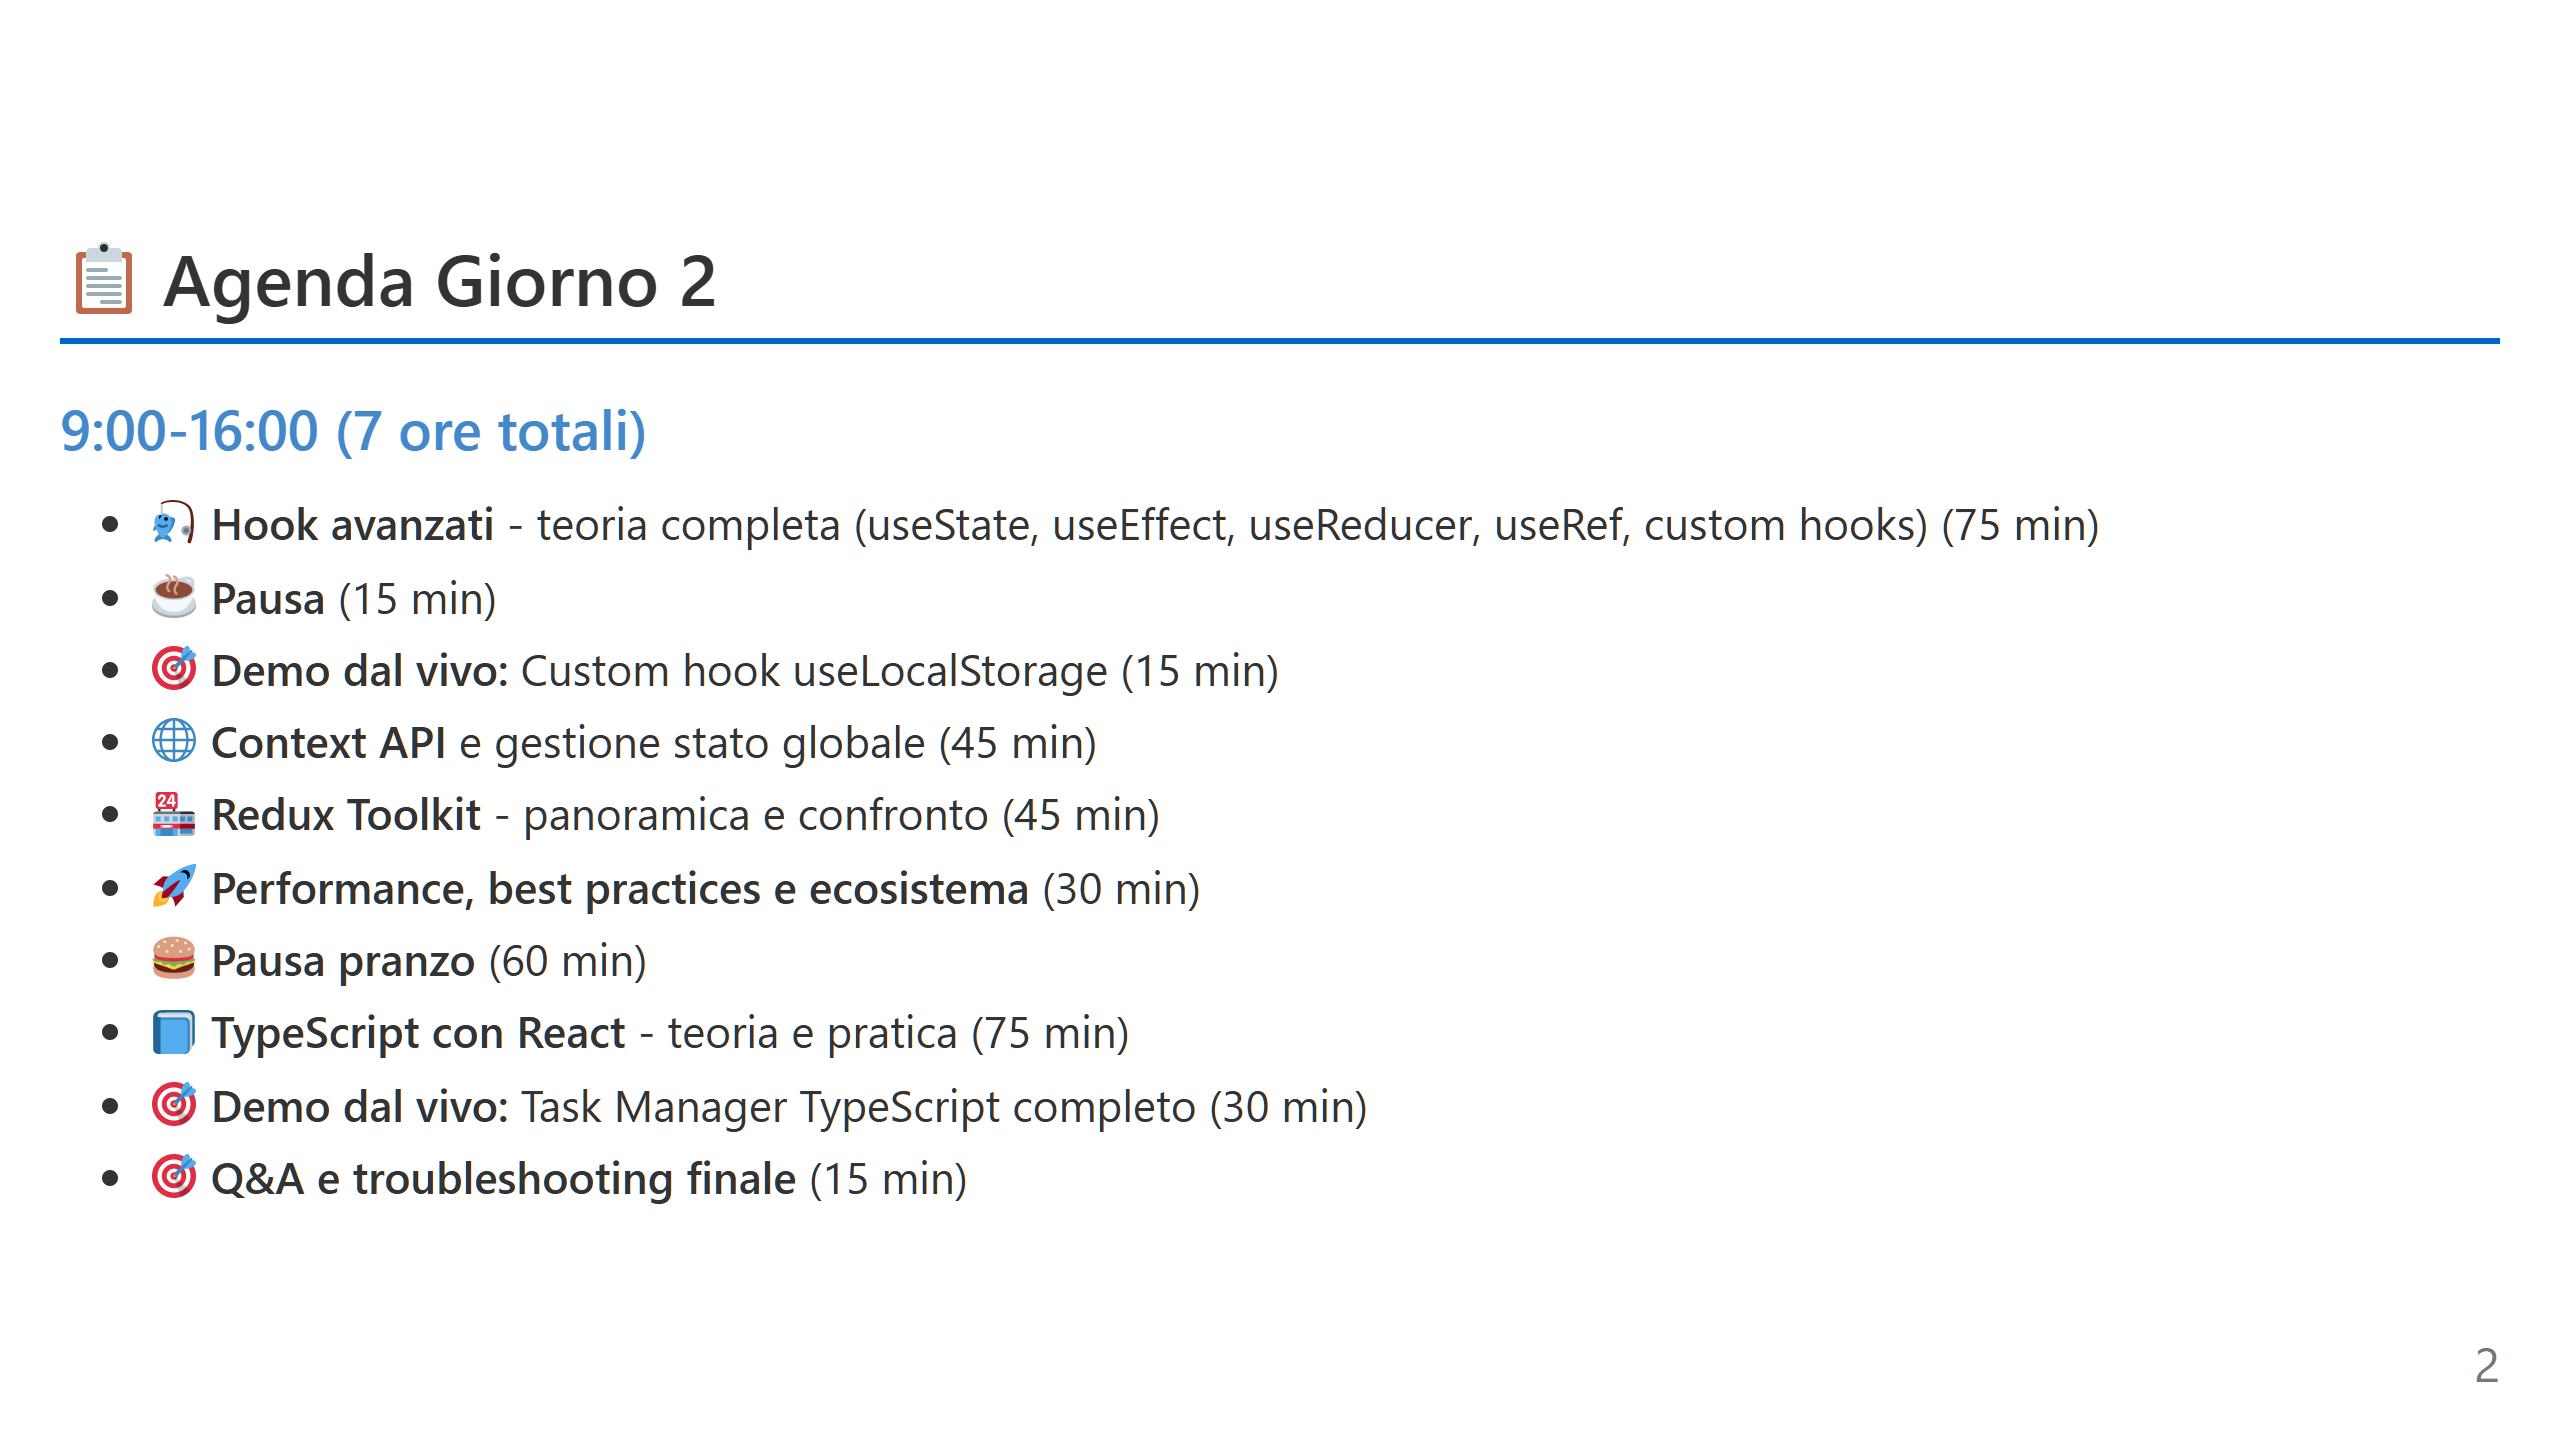 📋 Agenda Giorno 2
9:00-16:00 (7 ore totali)
• 🎣 Hook avanzati - teoria completa (useState, useEffect, useReducer, useRef, custom hooks) (75 min)
• ☕ Pausa (15 min)
• 🎯 Demo dal vivo: Custom hook useLocalStorage (15 min)
• 🌐 Context API e gestione stato globale (45 min)
• 🏪 Redux Toolkit - panoramica e confronto (45 min)
• 🚀 Performance, best practices e ecosistema (30 min)
• 🍔 Pausa pranzo (60 min)
• 📘 TypeScript con React - teoria e pratica (75 min)
• 🎯 Demo dal vivo: Task Manager TypeScript completo (30 min)
• 🎯 Q&A e troubleshooting finale (15 min)
2